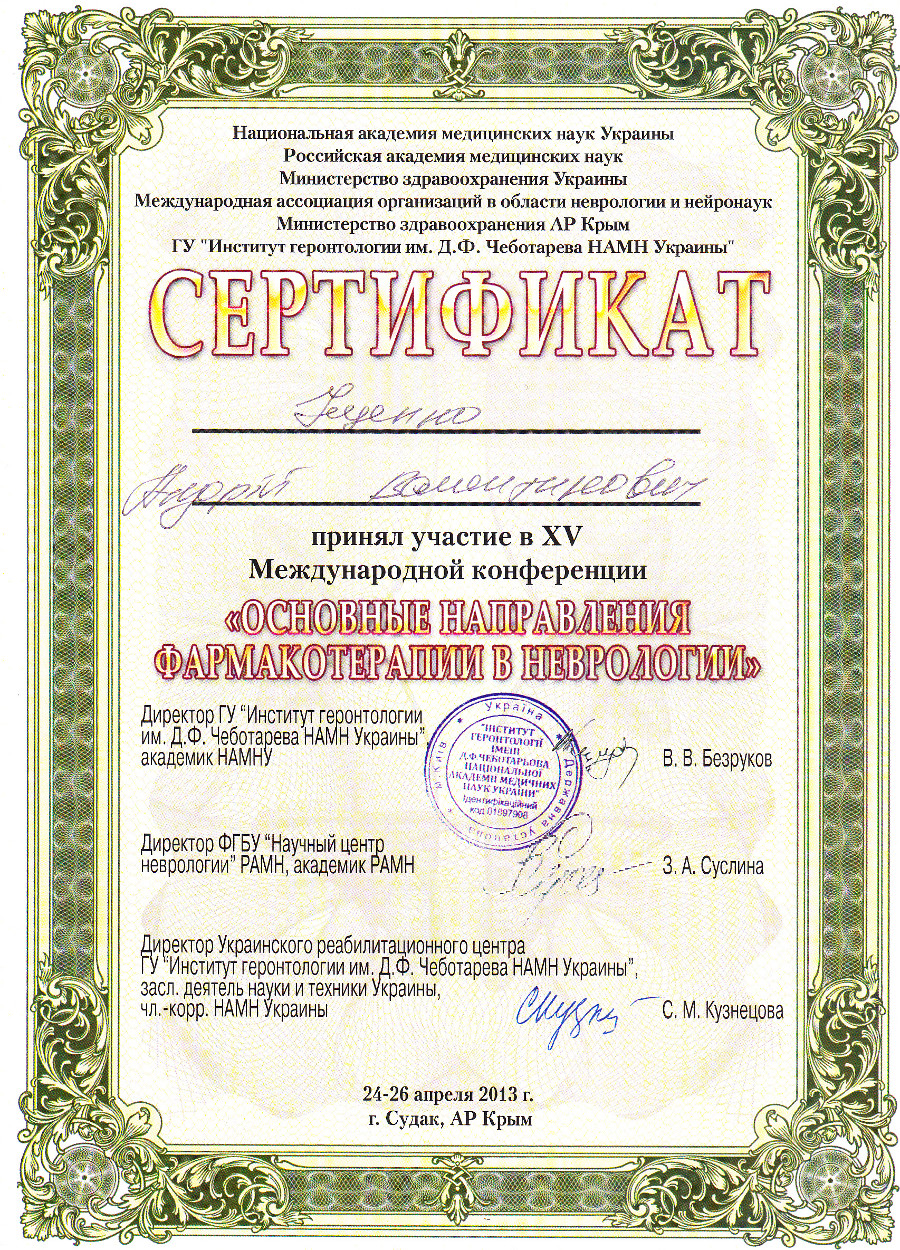 Национальная академия медицинских наук Украины
Российская академия медицинских наук
Министерство здравоохранения Украины
Международная ассоциация организаций в области неврологии и нейронаук
Министерство здравоохранения АР Крым
ГУ "Институт геронтологии им. Д.Ф. Чеботарева НАМН Украины"
СЕРТИФИКАТ
Андрій Валентинович
принял участие в XV
Международной конференции
«ОСНОВНЫЕ НАПРАВЛЕНИЯ
ФАРМАКОТЕРАПИИ В НЕВРОЛОГИИ»
Директор ГУ “Институт геронтологии
им. Д.Ф. Чеботарева НАМН Украины”,
академик НАМНУ
В. В. Безруков
Україна * Державна установа * м. Київ *
"ІНСТИТУТ
ГЕРОНТОЛОГІЇ
ІМЕНІ
Д.Ф.ЧЕБОТАРЬОВА
НАЦІОНАЛЬНОЇ
АКАДЕМІЇ МЕДИЧНИХ
НАУК УКРАЇНИ"
Ідентифікаційний
код 01897908
Директор ФГБУ “Научный центр
неврологии” РАМН, академик РАМН
З. А. Суслина
Директор Украинского реабилитационного центра
ГУ “Институт геронтологии им. Д.Ф. Чеботарева НАМН Украины”,
засл. деятель науки и техники Украины,
чл.-корр. НАМН Украины
С. М. Кузнецова
24-26 апреля 2013 г.
г. Судак, АР Крым